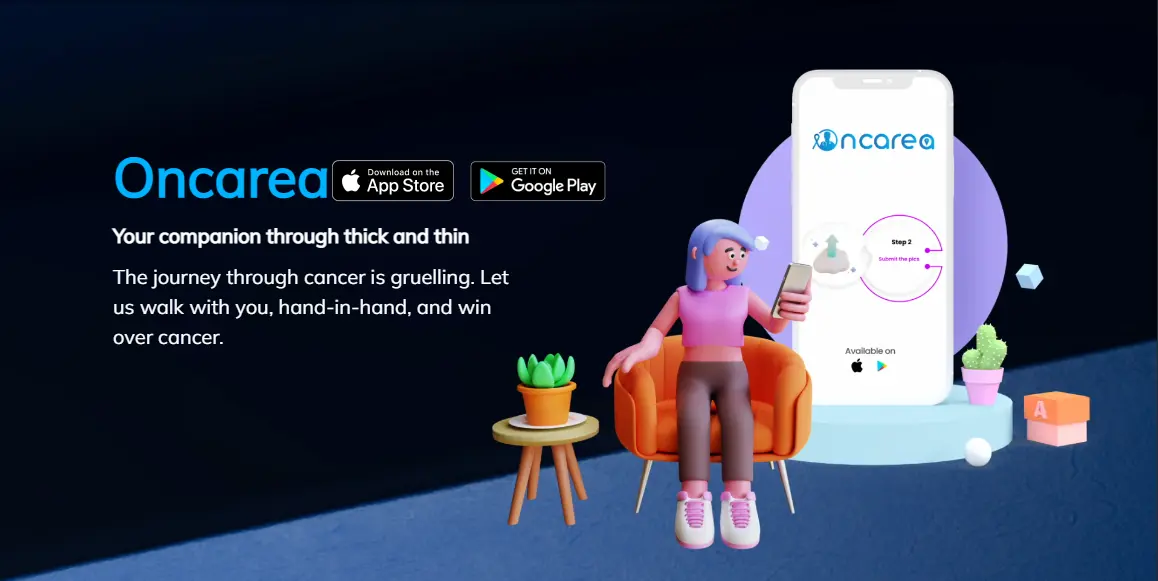 Oncarea
Download on the
App Store
GET IT ON
Google Play
Your companion through thick and thin
The journey through cancer is gruelling. Let
us walk with you, hand-in-hand, and win
over cancer.
Oncarea
Step 2
Submit the pics
Available on
A